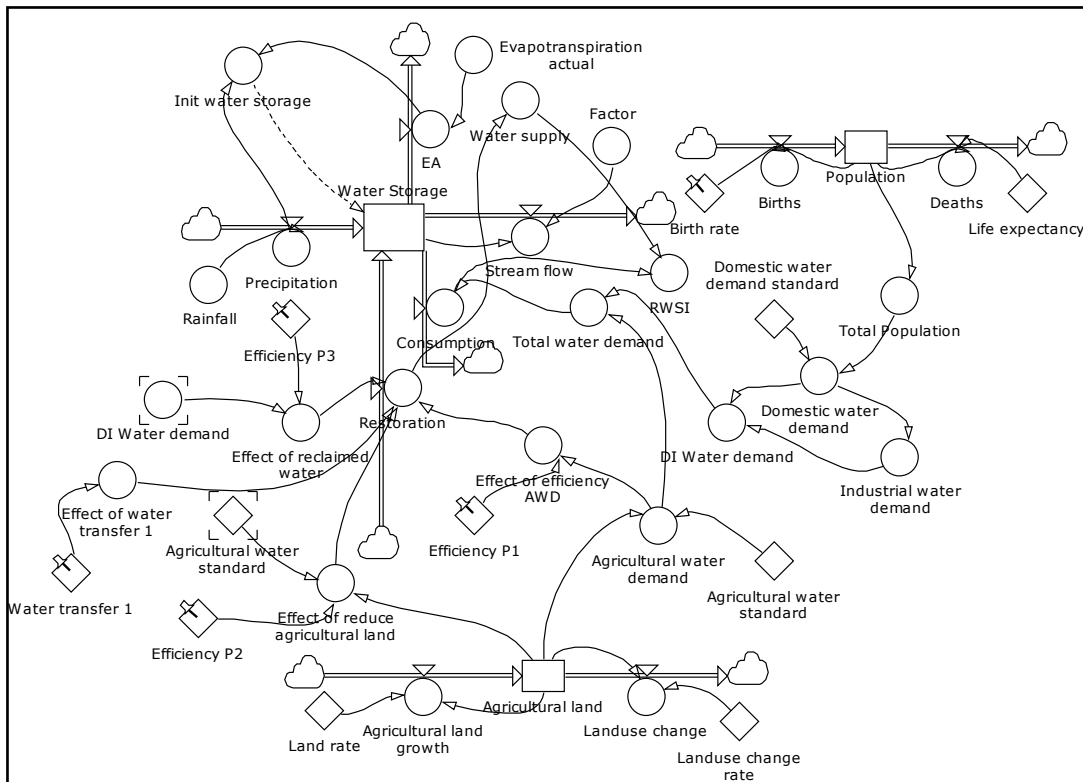 Evapotranspiration
actual
Init water storage
Factor
Water supply
EA
Water Storage
Population
Births
Deaths
Birth rate
Life expectancy
Stream flow
Precipitation
RWSI
Domestic water
demand standard
Rainfall
Consumption
Total water demand
Total Population
Efficiency P3
Restoration
Domestic water
demand
DI Water demand
Effect of reclaimed
water
DI Water demand
Effect of efficiency
AWD
Industrial water
demand
Effect of water
transfer 1
Agricultural water
standard
Efficiency P1
Agricultural water
demand
Agricultural water
standard
Water transfer 1
Effect of reduce
agricultural land
Efficiency P2
Agricultural land
Land rate
Agricultural land
growth
Landuse change
Landuse change
rate